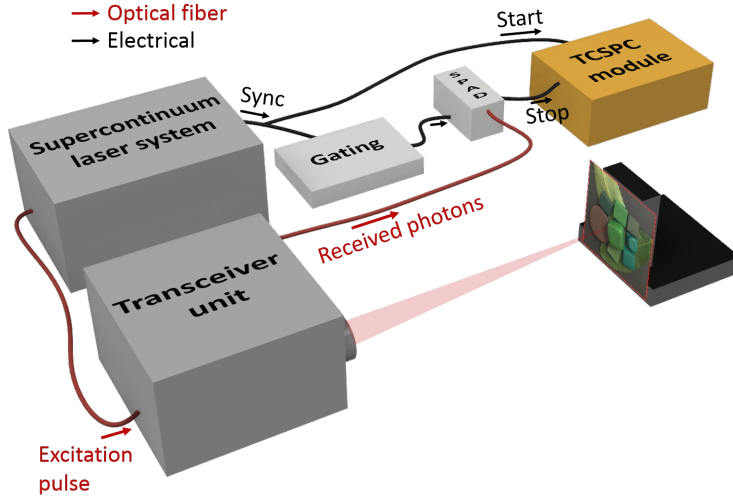 Optical fiber
Electrical
Start
TCSPC
module
Sync
SPAD
Supercontinuum
laser system
Stop
Gating
Received photons
Transceiver
unit
Excitation
pulse